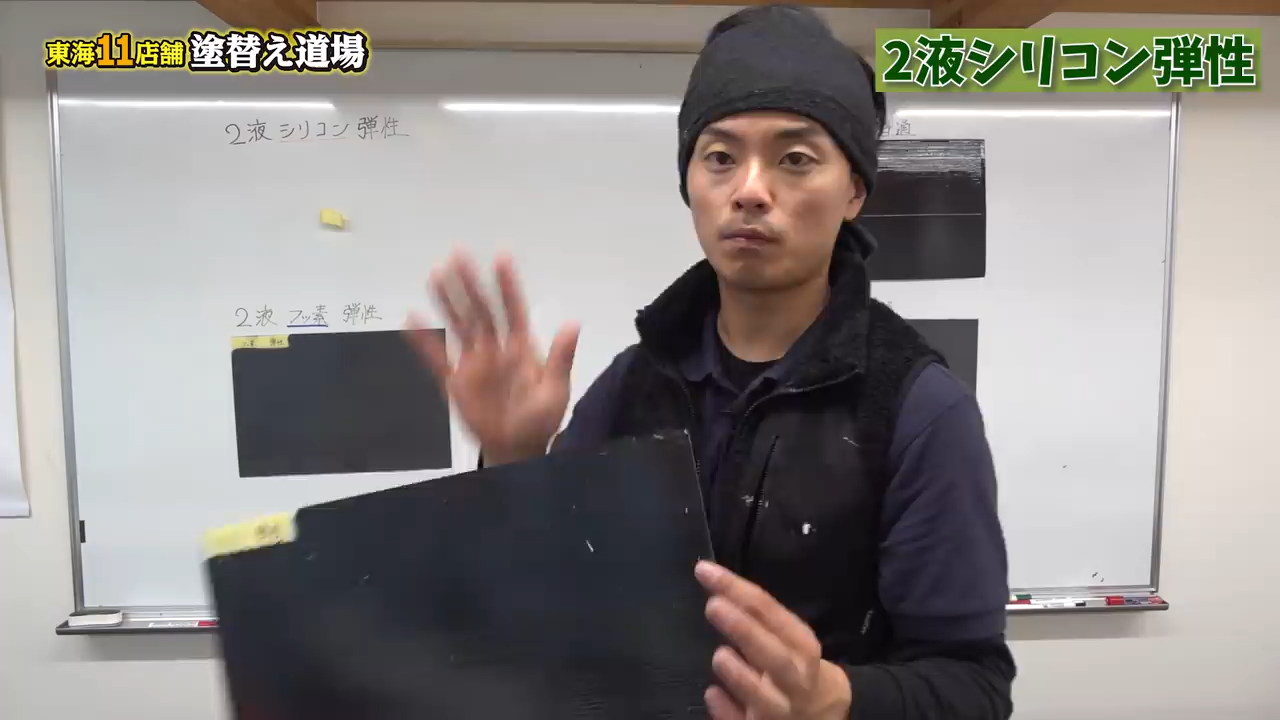 東海11店舗 塗替え道場
2液シリコン弾性
2液 シリコン 弾性
2液 フッ素 弾性